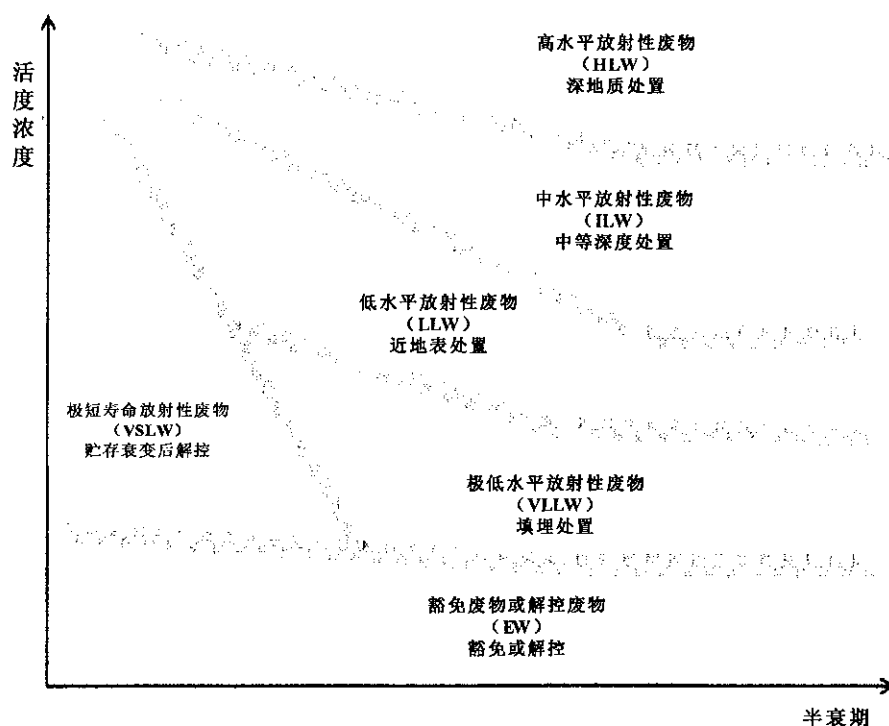 活度浓度
高水平放射性废物
（HLW）
深地质处置
中水平放射性废物
（ILW）
中等深度处置
低水平放射性废物
（LLW）
近地表处置
极短寿命放射性废物
（VSLW）
贮存衰变后解控
极低水平放射性废物
（VLLW）
填埋处置
豁免废物或解控废物
（EW）
豁免或解控
半衰期